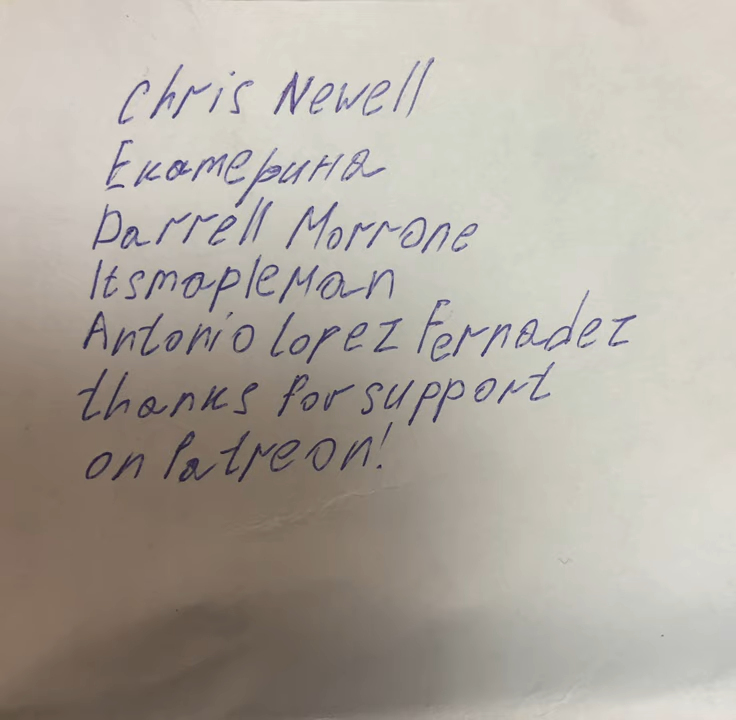 Chris Newell
Екатерина
Darrell Morrone
Itsmapleman
Antonio Lopez Fernadez
thanks for support
on Patreon!